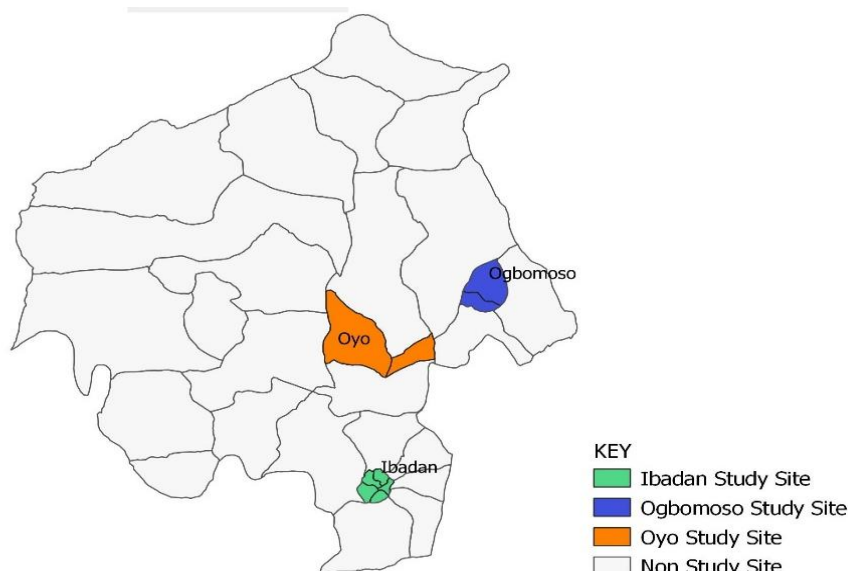 Ogbomoso
Oyo
Ibadan
KEY
Ibadan Study Site
Ogbomoso Study Site
Oyo Study Site
Non Study Site